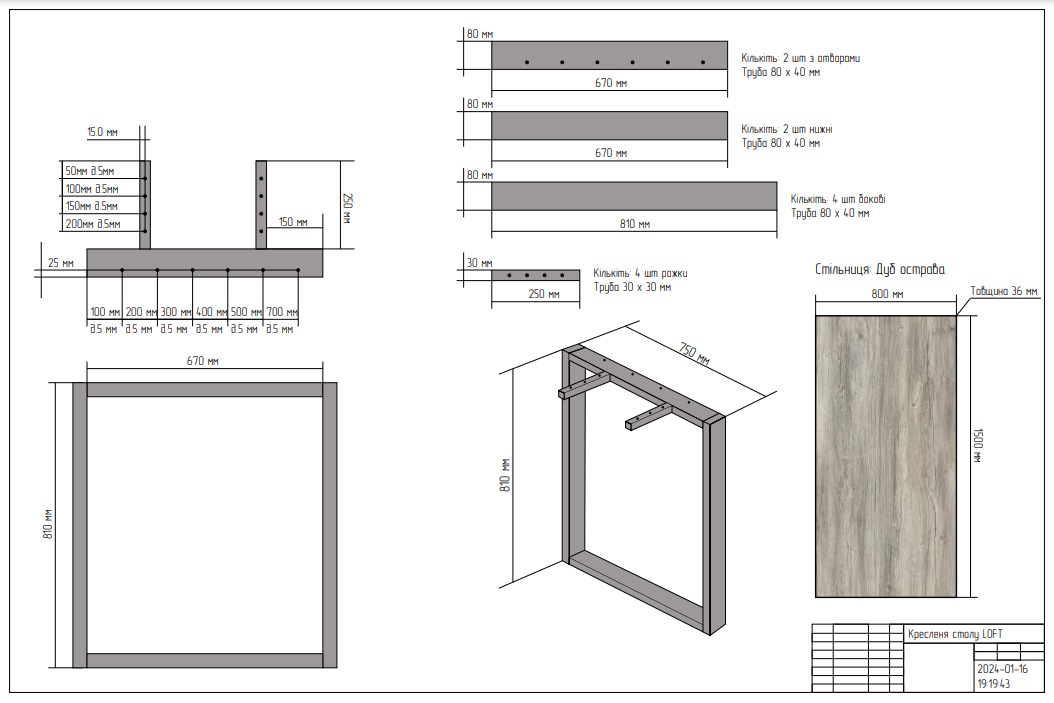 80 мм
Кількість: 2 шт з отварами
Труба 80 х 40 мм
670 мм
80 мм
Кількість: 2 шт нижні
Труба 80 х 40 мм
670 мм
80 мм
Кількість: 4 шт бокові
Труба 80 х 40 мм
810 мм
30 мм
Кількість: 4 шт рожки
Труба 30 х 30 мм
250 мм
15.0 мм
50мм д.5мм
100мм д.5мм
150мм д.5мм
200мм д.5мм
250 мм
150 мм
25 мм
100 мм 200 мм 300 мм 400 мм 500 мм 700 мм
д.5 мм д.5 мм д.5 мм д.5 мм д.5 мм д.5 мм
670 мм
810 мм
750 мм
810 мм
Стільниця: Дуб острава
800 мм
Товщина 36 мм
1500 мм
Кресленя столу LOFT
2024-01-16
19:19:43